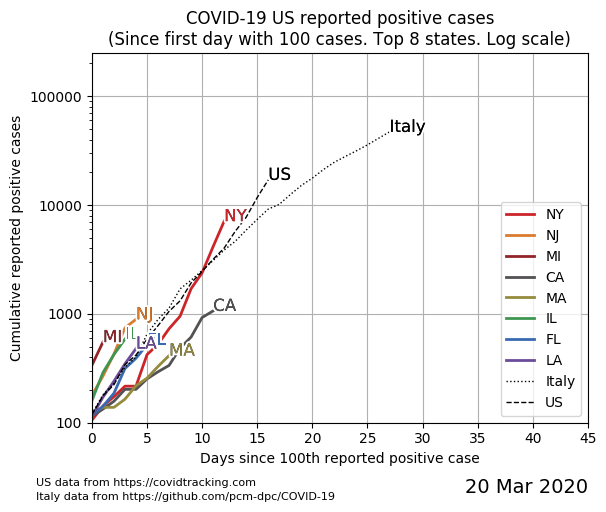 COVID-19 US reported positive cases
(Since first day with 100 cases. Top 8 states. Log scale)
Cumulative reported positive cases
100000
10000
1000
100
Italy
US
NY
CA
NJ
MI
IL
FL
LA
MA
NY
NJ
MI
CA
MA
IL
FL
LA
Italy
US
0 5 10 15 20 25 30 35 40 45
Days since 100th reported positive case
US data from https://covidtracking.com
Italy data from https://github.com/pcm-dpc/COVID-19
20 Mar 2020